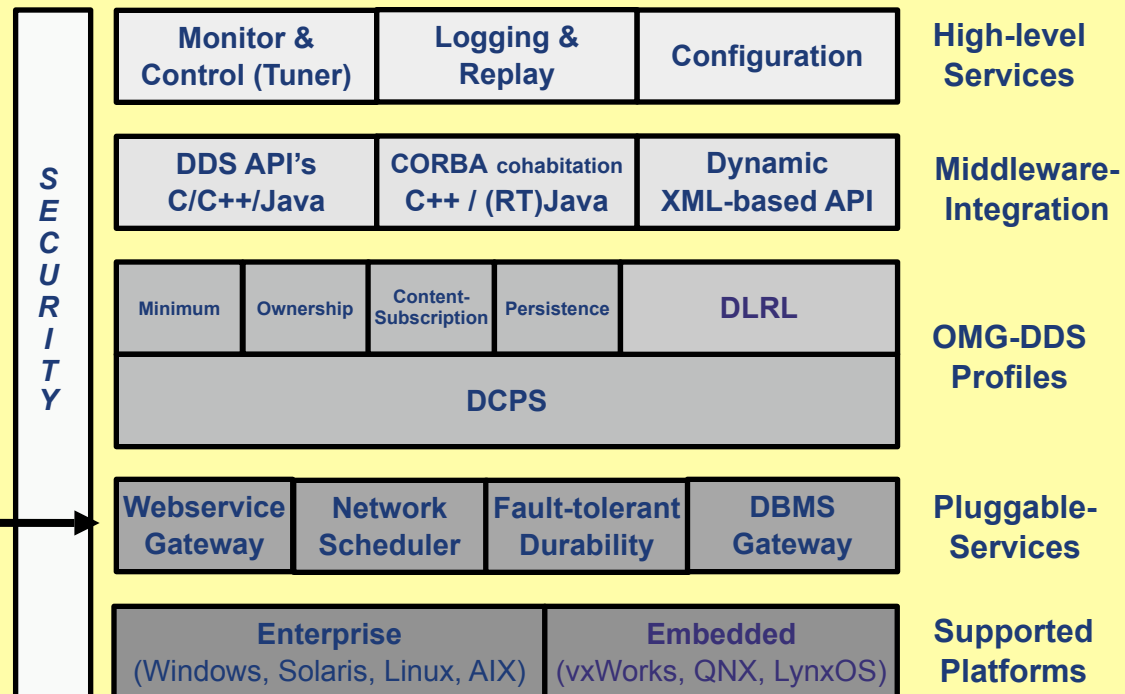 SECURITY
Monitor &
Control (Tuner)
Logging &
Replay
Configuration
High-level
Services
DDS API's
C/C++/Java
CORBA cohabitation
C++ / (RT)Java
Dynamic
XML-based API
Middleware-
Integration
Minimum
Ownership
Content-
Subscription
Persistence
DLRL
DCPS
OMG-DDS
Profiles
Webservice
Gateway
Network
Scheduler
Fault-tolerant
Durability
DBMS
Gateway
Pluggable-
Services
Enterprise
(Windows, Solaris, Linux, AIX)
Embedded
(vxWorks, QNX, LynxOS)
Supported
Platforms